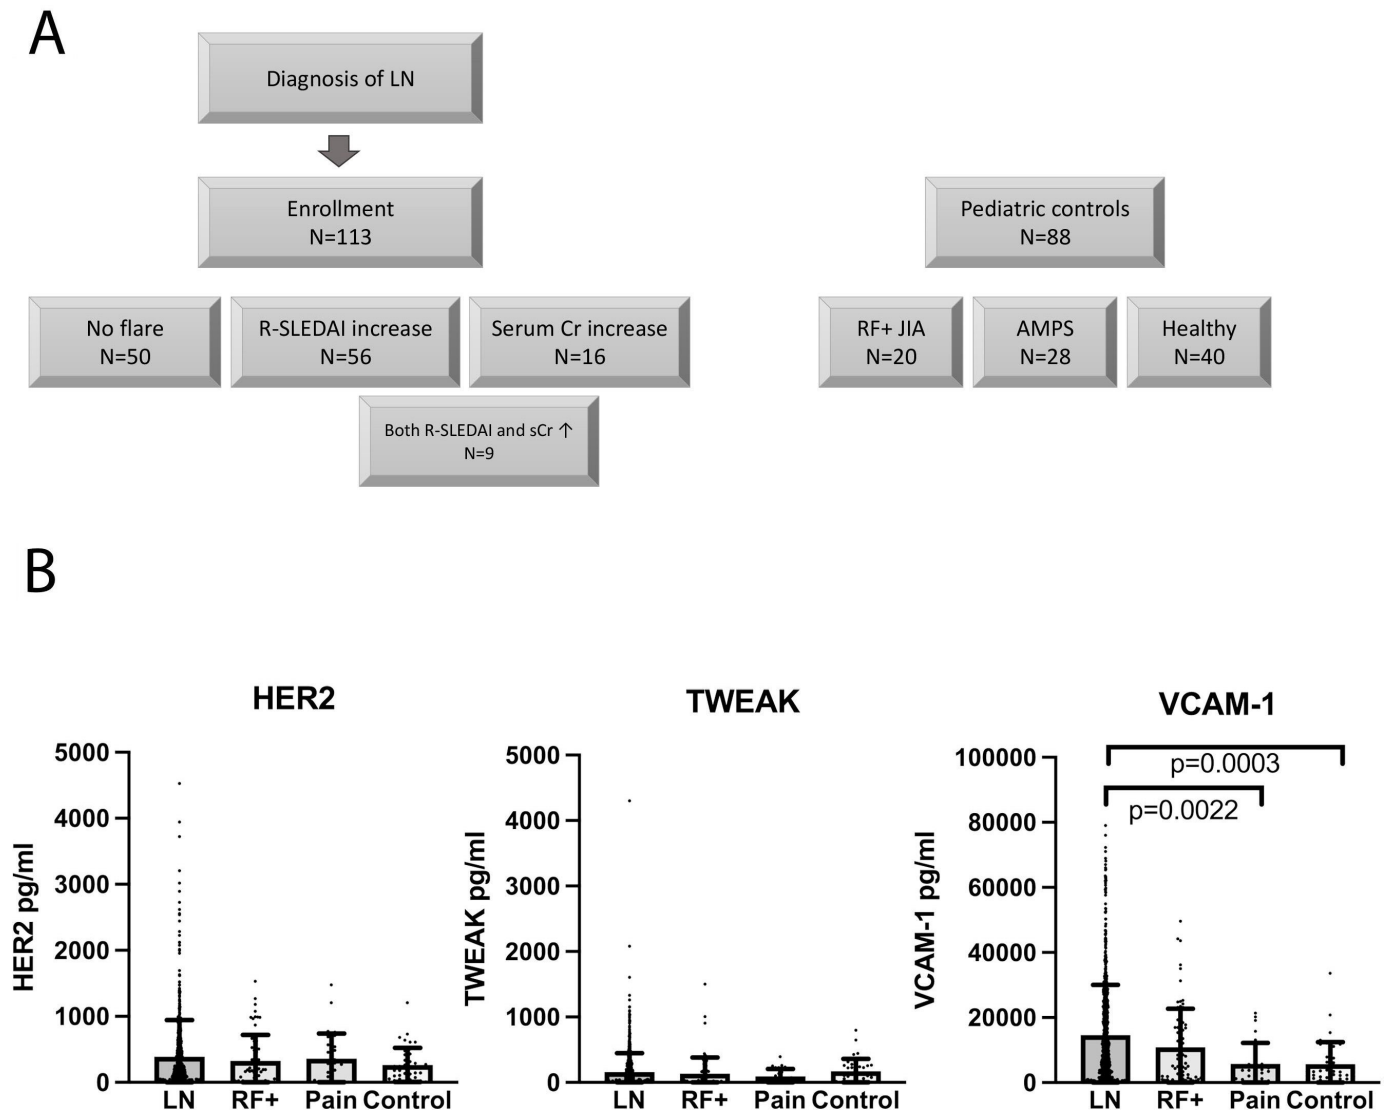 A
Diagnosis of LN
Enrollment
N=113
Pediatric controls
N=88
No flare
N=50
R-SLEDAI increase
N=56
Serum Cr increase
N=16
RF+ JIA
N=20
AMPS
N=28
Healthy
N=40
Both R-SLEDAI and sCr ↑
N=9
B
HER2
HER2 pg/ml
5000
4000
3000
2000
1000
0
LN RF+ Pain Control
TWEAK
TWEAK pg/ml
5000
4000
3000
2000
1000
0
LN RF+ Pain Control
VCAM-1
VCAM-1 pg/ml
100000
80000
60000
40000
20000
0
p=0.0003
p=0.0022
LN RF+ Pain Control